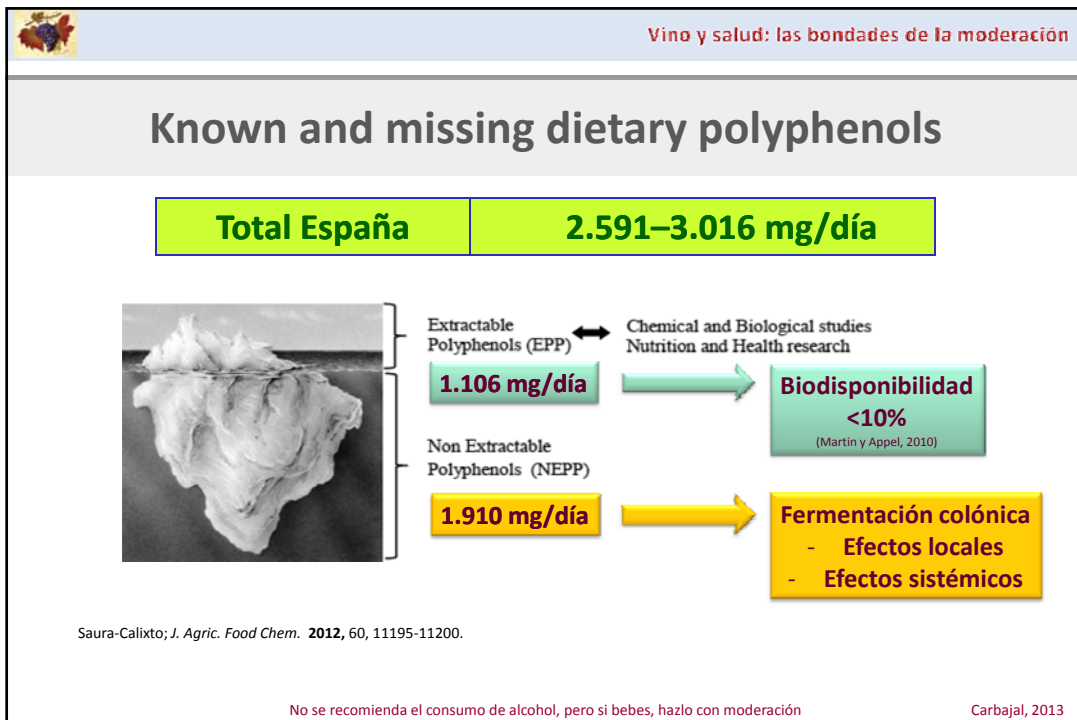 Vino y salud: las bondades de la moderación
Known and missing dietary polyphenols
Total España 2.591–3.016 mg/día
Extractable
Polyphenols (EPP)
Chemical and Biological studies
Nutrition and Health research
1.106 mg/día
Biodisponibilidad
<10%
(Martin y Appel, 2010)
Non Extractable
Polyphenols (NEPP)
1.910 mg/día
Fermentación colónica
- Efectos locales
- Efectos sistémicos
Saura-Calixto; J. Agric. Food Chem. 2012, 60, 11195-11200.
No se recomienda el consumo de alcohol, pero si bebes, hazlo con moderación
Carbajal, 2013